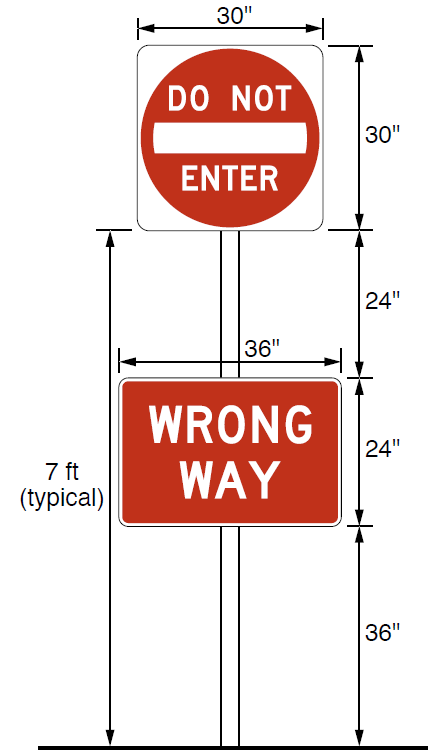 30"
DO NOT
ENTER
30"
24"
36"
WRONG
WAY
24"
7 ft
(typical)
36"